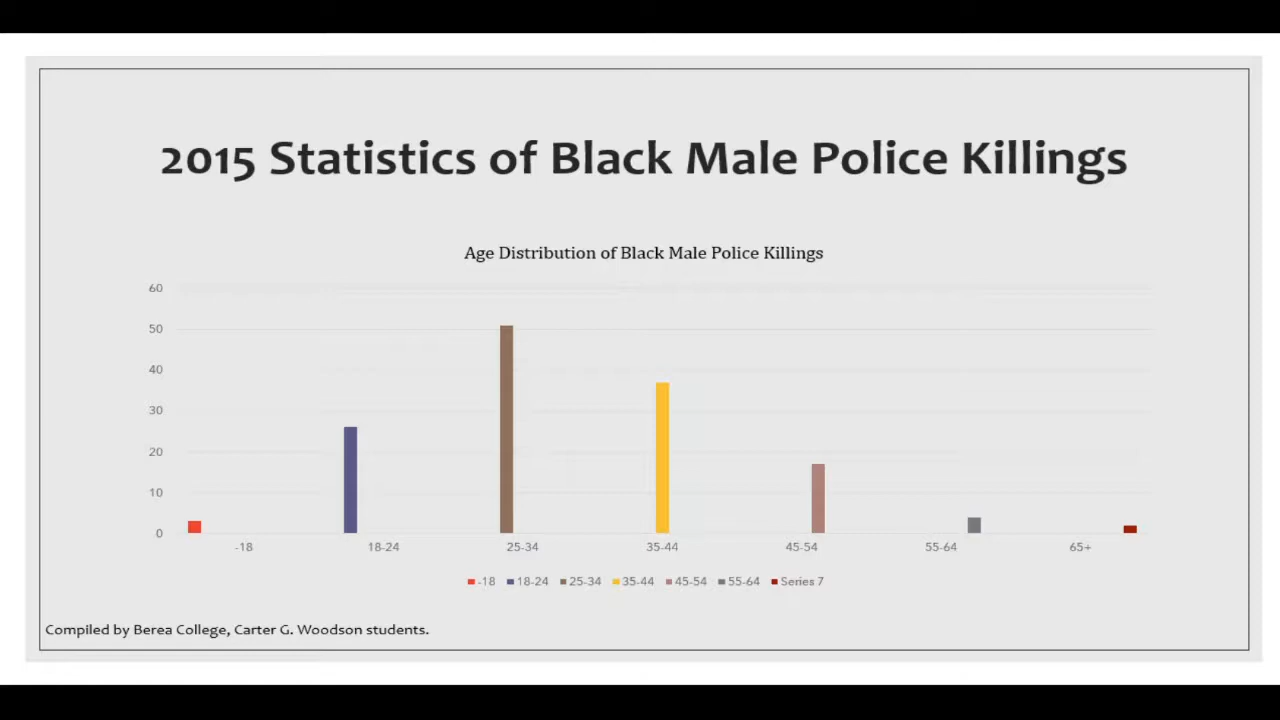 2015 Statistics of Black Male Police Killings
Age Distribution of Black Male Police Killings
60
50
40
30
20
10
0
-18 18-24 25-34 35-44 45-54 55-64 65+
-18 18-24 25-34 35-44 45-54 55-64 Series 7
Compiled by Berea College, Carter G. Woodson students.